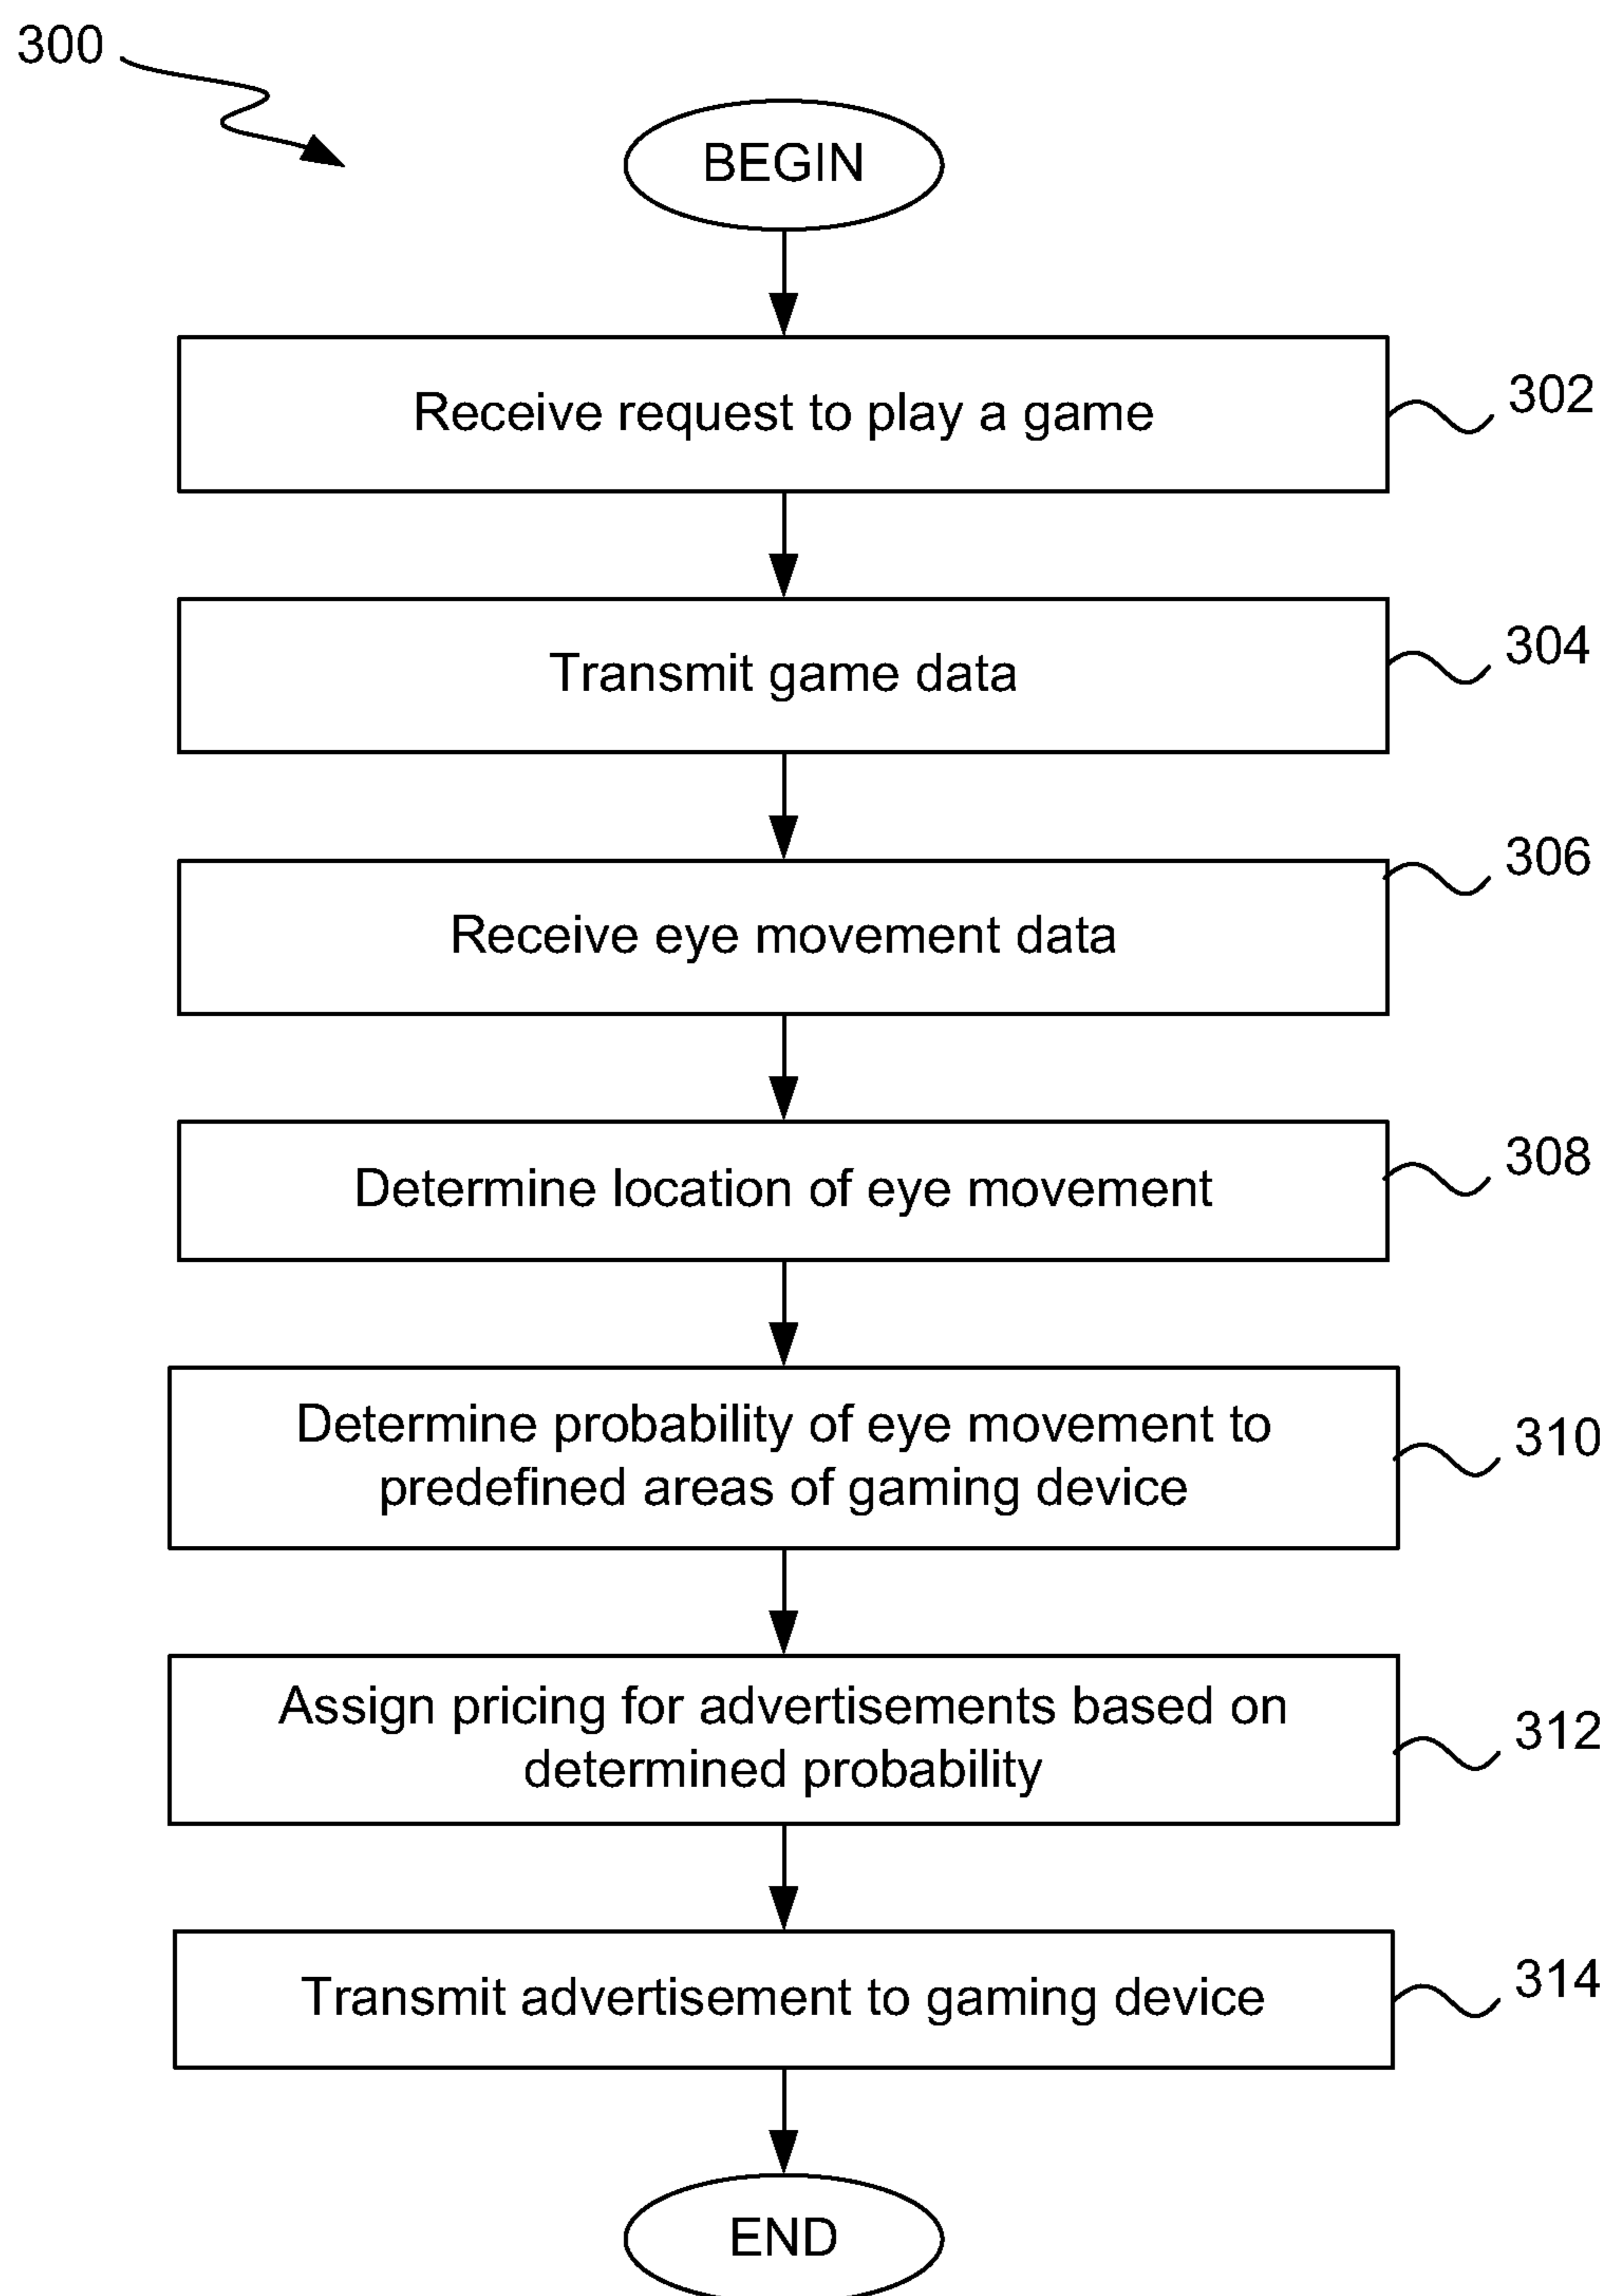 300
BEGIN
Receive request to play a game
302
Transmit game data
304
Receive eye movement data
306
Determine location of eye movement
308
Determine probability of eye movement to
predefined areas of gaming device
310
Assign pricing for advertisements based on
determined probability
312
Transmit advertisement to gaming device
314
END